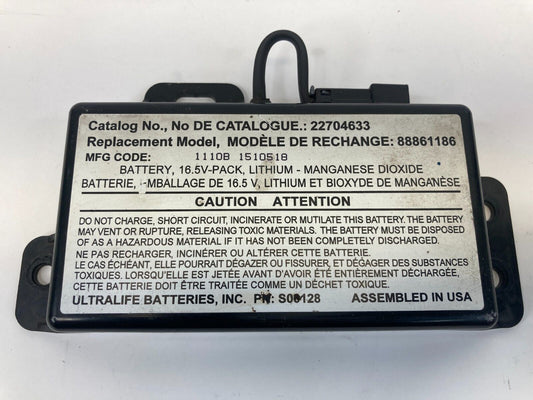 Catalog No., No DE CATALOGUE.: 22704633
Replacement Model, MODÈLE DE RECHANGE: 88861186
MFG CODE: 1110B 1510518
BATTERY, 16.5V-PACK, LITHIUM - MANGANESE DIOXIDE
BATTERIE, -MBALLAGE DE 16.5 V, LITHIUM ET BIOXYDE DE MANGANÈSE
CAUTION ATTENTION
DO NOT CHARGE, SHORT CIRCUIT, INCINERATE OR MUTILATE THIS BATTERY. THE BATTERY
MAY VENT OR RUPTURE, RELEASING TOXIC MATERIALS. THE BATTERY MUST BE DISPOSED
OF AS A HAZARDOUS MATERIAL IF IT HAS NOT BEEN COMPLETELY DISCHARGED.
NE PAS RECHARGER, INCINÉRER OU ALTÉRER CETTE BATTERIE.
LE CAS ÉCHÉANT, ELLE POURRAIT DÉGAZER OU FISSURER, ET DÉGAGER DES SUBSTANCES
TOXIQUES. LORSQU'ELLE EST JETÉE AVANT D'AVOIR ÉTÉ ENTIÈREMENT DÉCHARGÉE,
CETTE BATTERIE DOIT ÊTRE TRAITÉE COMME UN DÉCHET TOXIQUE.
ULTRALIFE BATTERIES, INC. PN: S00128 ASSEMBLED IN USA